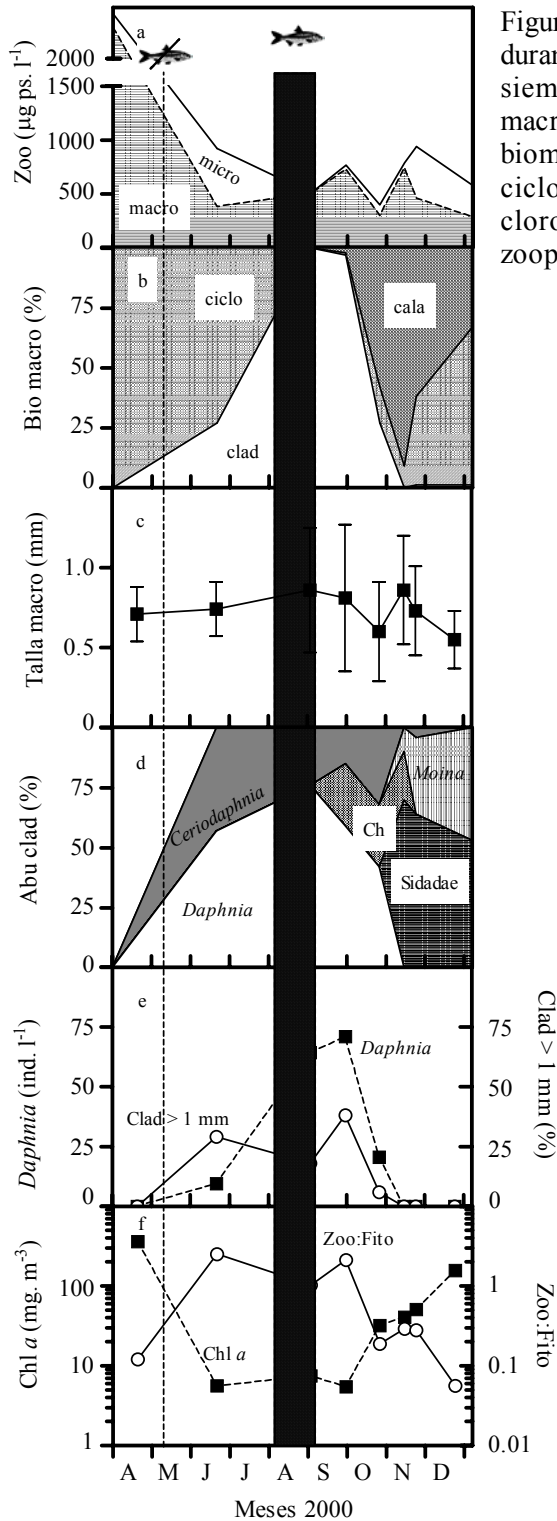 Figur
duran
siem
macr
biom
ciclo
cloro
zoop
a
2000
1500
1000
500
0
Zoo (µg ps. l-1)
micro
macro
b
ciclo
cala
clad
75
50
25
0
Bio macro (%)
c
1.0
0.5
0
Talla macro (mm)
d
Ceriodaphnia
Daphnia
Moina
Ch
Sidadae
75
50
25
0
Abu clad (%)
e
Daphnia
Clad > 1 mm
75
50
25
0
Daphnia (ind. l-1)
75
50
25
0
Clad > 1 mm (%)
f
Zoo:Fito
Chl a
100
10
1
Chl a (mg. m-3)
1
0.1
0.01
Zoo:Fito
A M J J A S O N D
Meses 2000